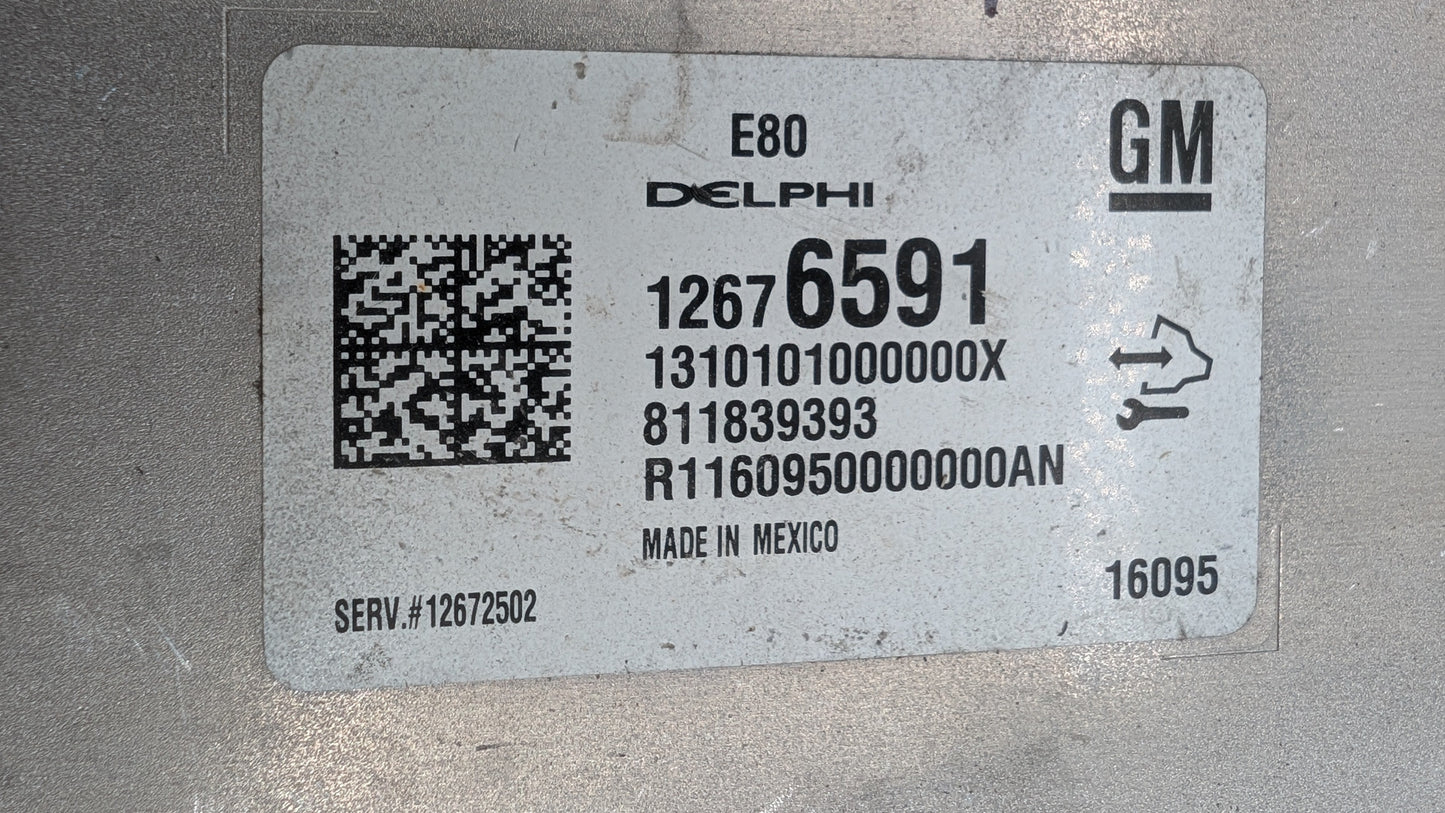 E80
GM
DELPHI
12676591
1310101000000X
811839393
R1160950000000AN
MADE IN MEXICO
16095
SERV.#12672502